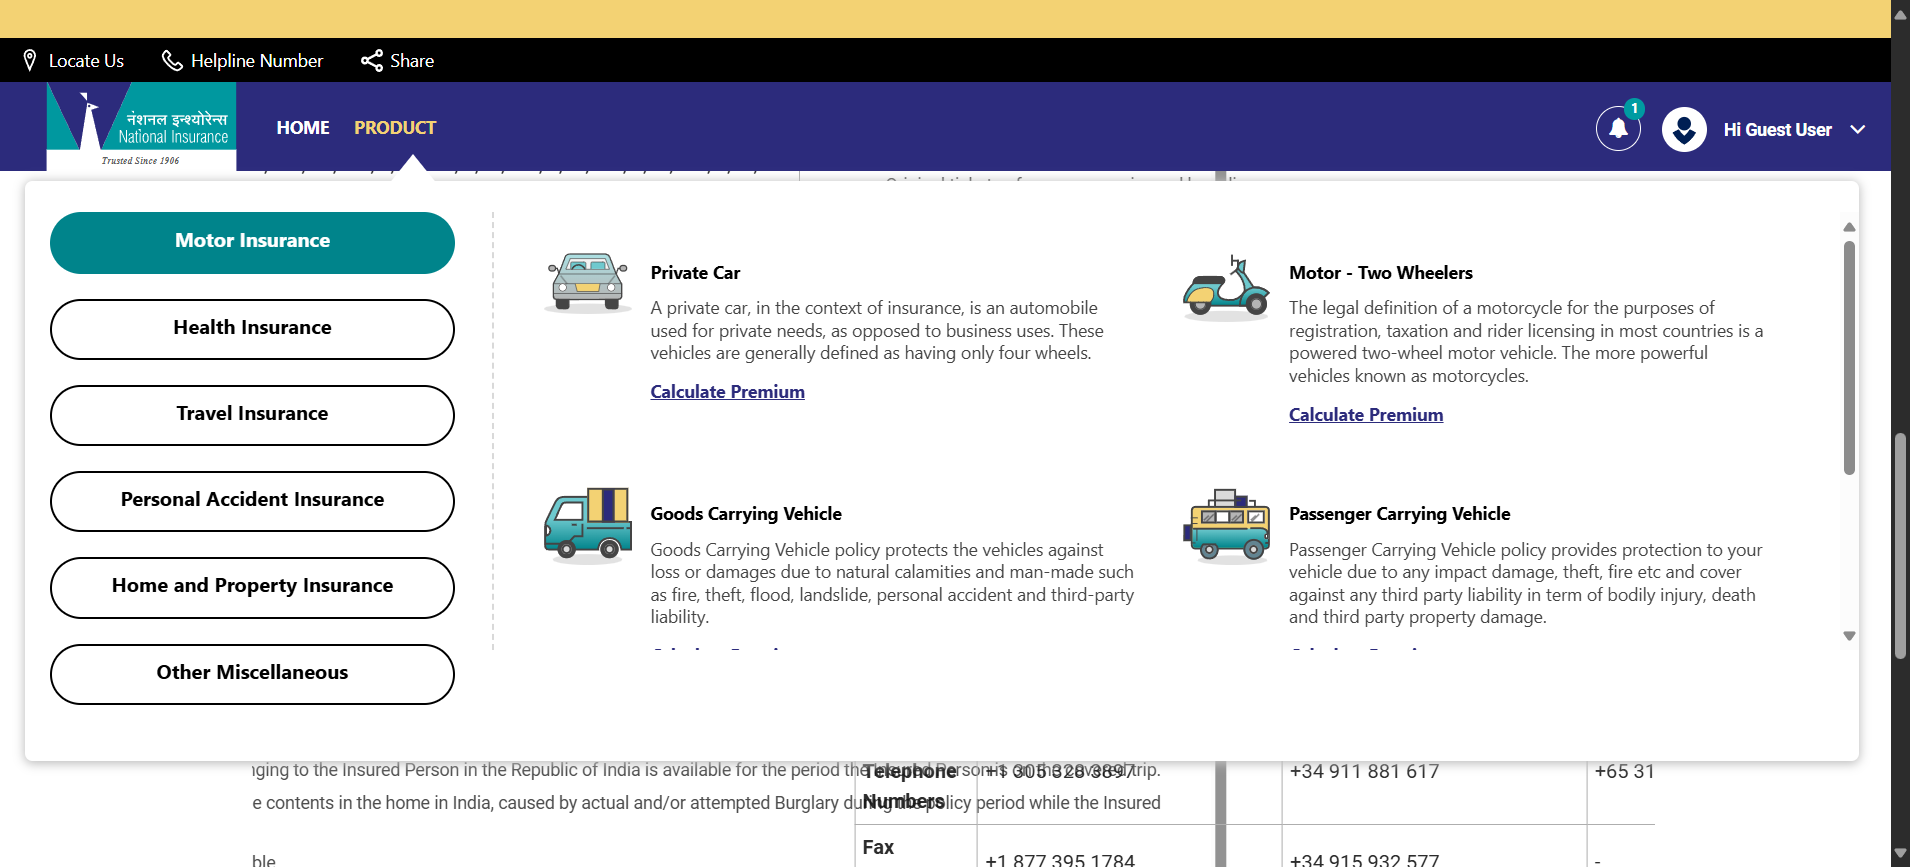 Locate Us
Helpline Number
Share
नंशनल इन्श्योरेन्स
National Insurance
Trusted Since 1906
HOME
PRODUCT
1
Hi Guest User
Motor Insurance
Health Insurance
Travel Insurance
Personal Accident Insurance
Home and Property Insurance
Other Miscellaneous
Private Car
A private car, in the context of insurance, is an automobile
used for private needs, as opposed to business uses. These
vehicles are generally defined as having only four wheels.
Calculate Premium
Motor - Two Wheelers
The legal definition of a motorcycle for the purposes of
registration, taxation and rider licensing in most countries is a
powered two-wheel motor vehicle. The more powerful
vehicles known as motorcycles.
Calculate Premium
Goods Carrying Vehicle
Goods Carrying Vehicle policy protects the vehicles against
loss or damages due to natural calamities and man-made such
as fire, theft, flood, landslide, personal accident and third-party
liability.
Passenger Carrying Vehicle
Passenger Carrying Vehicle policy provides protection to your
vehicle due to any impact damage, theft, fire etc and cover
against any third party liability in term of bodily injury, death
and third party property damage.
nging to the Insured Person in the Republic of India is available for the period the Insured Person is on the covered trip.
e contents in the home in India, caused by actual and/or attempted Burglary during the policy period while the Insured
ble
Telephone
Numbers
+1 305 328 3897
+34 911 881 617
+65 31
Fax
+1 877 395 1784
+34 915 932 577
-